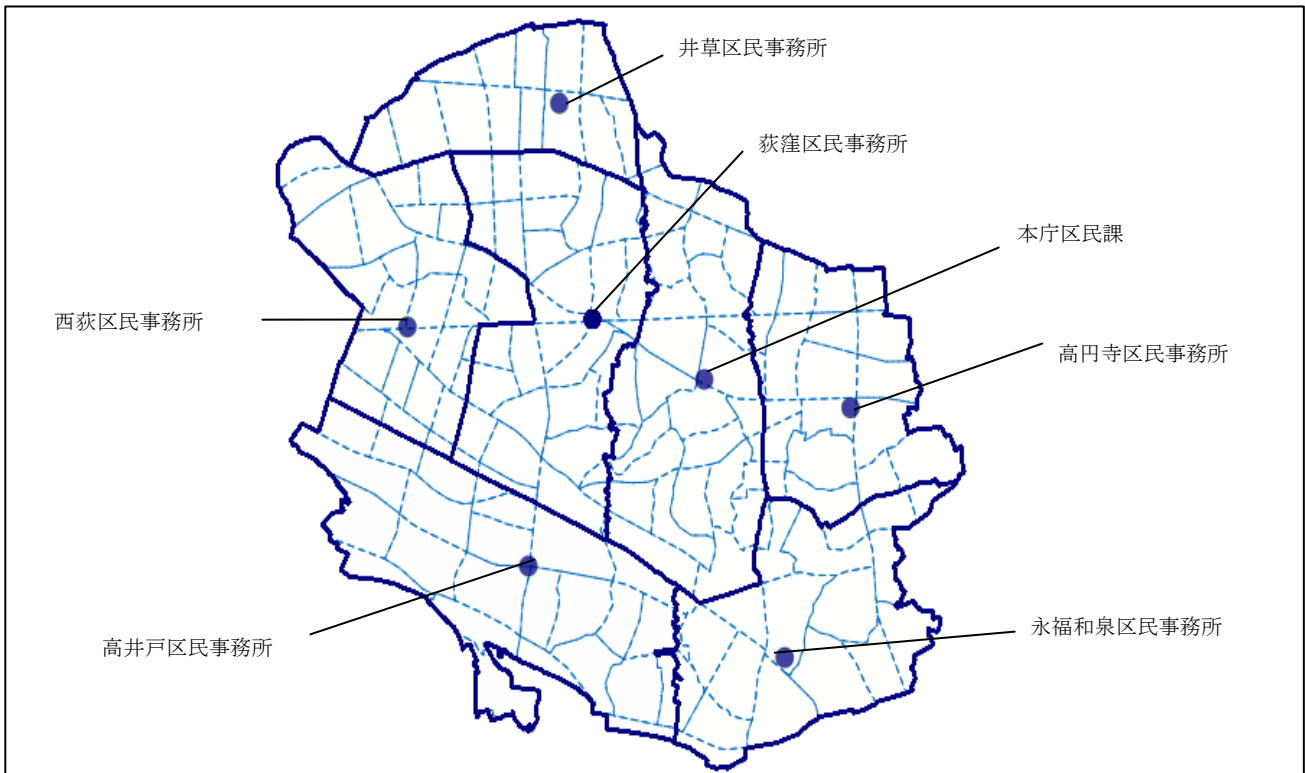 井草区民事務所
荻窪区民事務所
本庁区民課
西荻区民事務所
高円寺区民事務所
高井戸区民事務所
永福和泉区民事務所